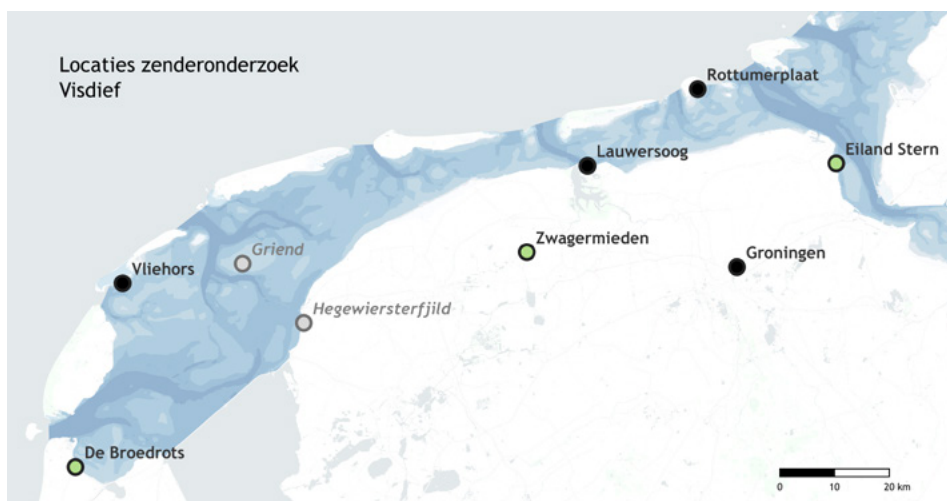 Locaties zenderonderzoek
Visdief
Rottumerplaat
Lauwersoog
Eiland Stern
Zwagermieden
Groningen
Griend
Vliehors
Hegewiersterfjild
De Broedrots
0 10 20 km